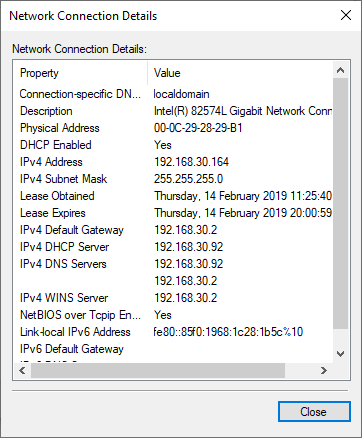 Network Connection Details
Network Connection Details:
Property Value
Connection-specific DN... localdomain
Description Intel(R) 82574L Gigabit Network Conn
Physical Address 00-0C-29-28-29-B1
DHCP Enabled Yes
IPv4 Address 192.168.30.164
IPv4 Subnet Mask 255.255.255.0
Lease Obtained Thursday, 14 February 2019 11:25:40
Lease Expires Thursday, 14 February 2019 20:00:59
IPv4 Default Gateway 192.168.30.2
IPv4 DHCP Server 192.168.30.92
IPv4 DNS Servers 192.168.30.92
192.168.30.2
IPv4 WINS Server 192.168.30.2
NetBIOS over Tcpip En... Yes
Link-local IPv6 Address fe80::85f0:1968:1c28:1b5c%10
IPv6 Default Gateway
Close